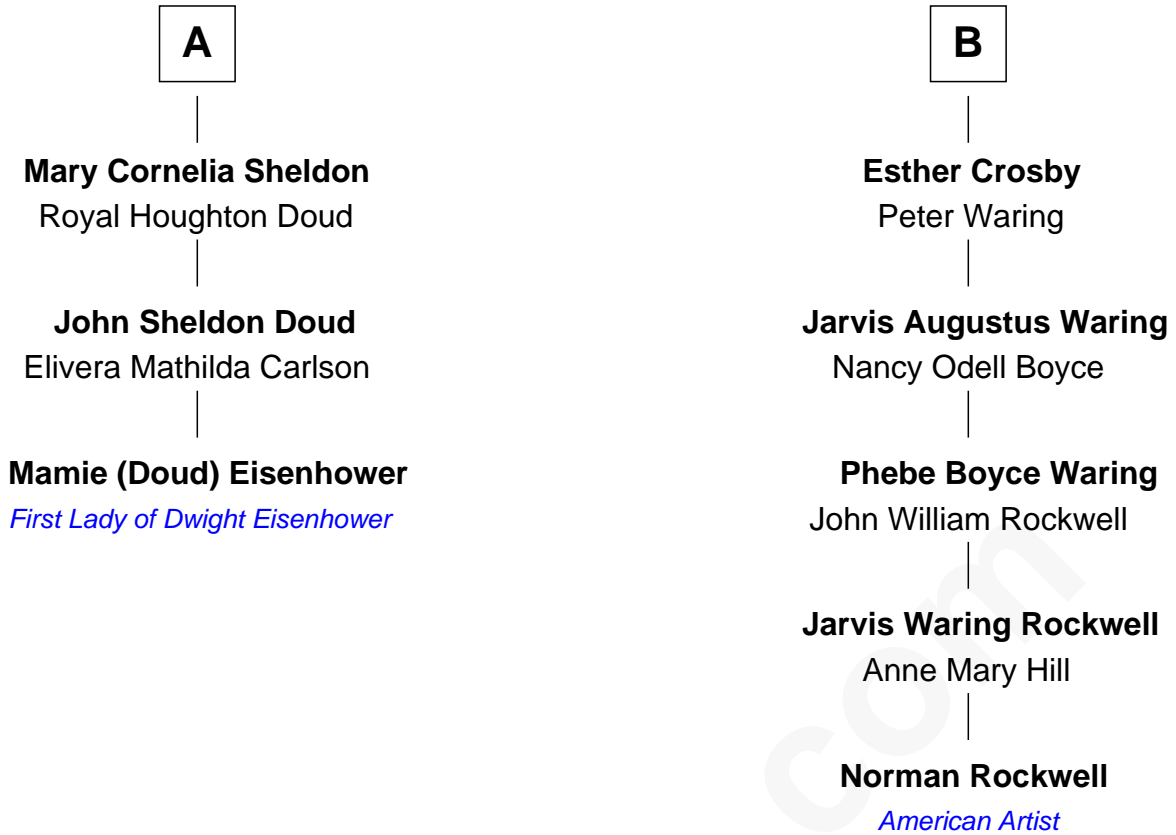 A
Mary Cornelia Sheldon
Royal Houghton Doud
John Sheldon Doud
Elivera Mathilda Carlson
Mamie (Doud) Eisenhower
First Lady of Dwight Eisenhower
B
Esther Crosby
Peter Waring
Jarvis Augustus Waring
Nancy Odell Boyce
Phebe Boyce Waring
John William Rockwell
Jarvis Waring Rockwell
Anne Mary Hill
Norman Rockwell
American Artist
com